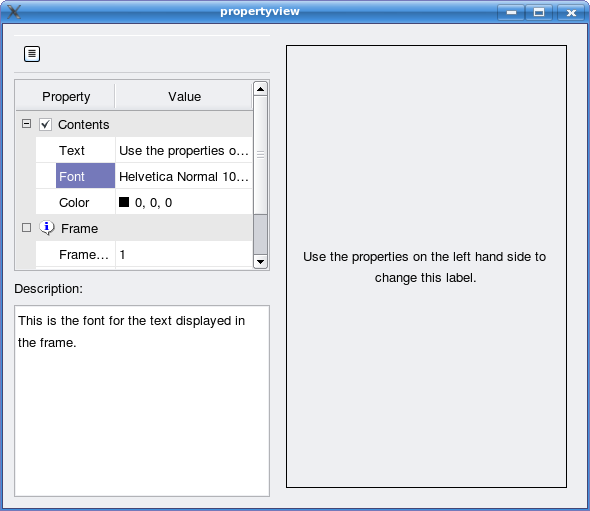 propertyview
Property Value
Contents
Text Use the properties o...
Font Helvetica Normal 10...
Color 0, 0, 0
Frame
Frame... 1
Description:
This is the font for the text displayed in
the frame.
Use the properties on the left hand side to
change this label.